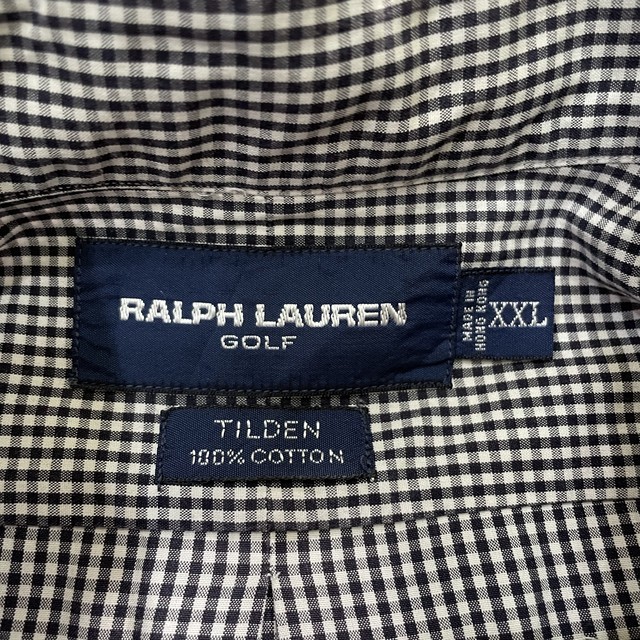 RALPH LAUREN
GOLF
MADE IN
HONG KONG
XXL
TILDEN
100% COTTON